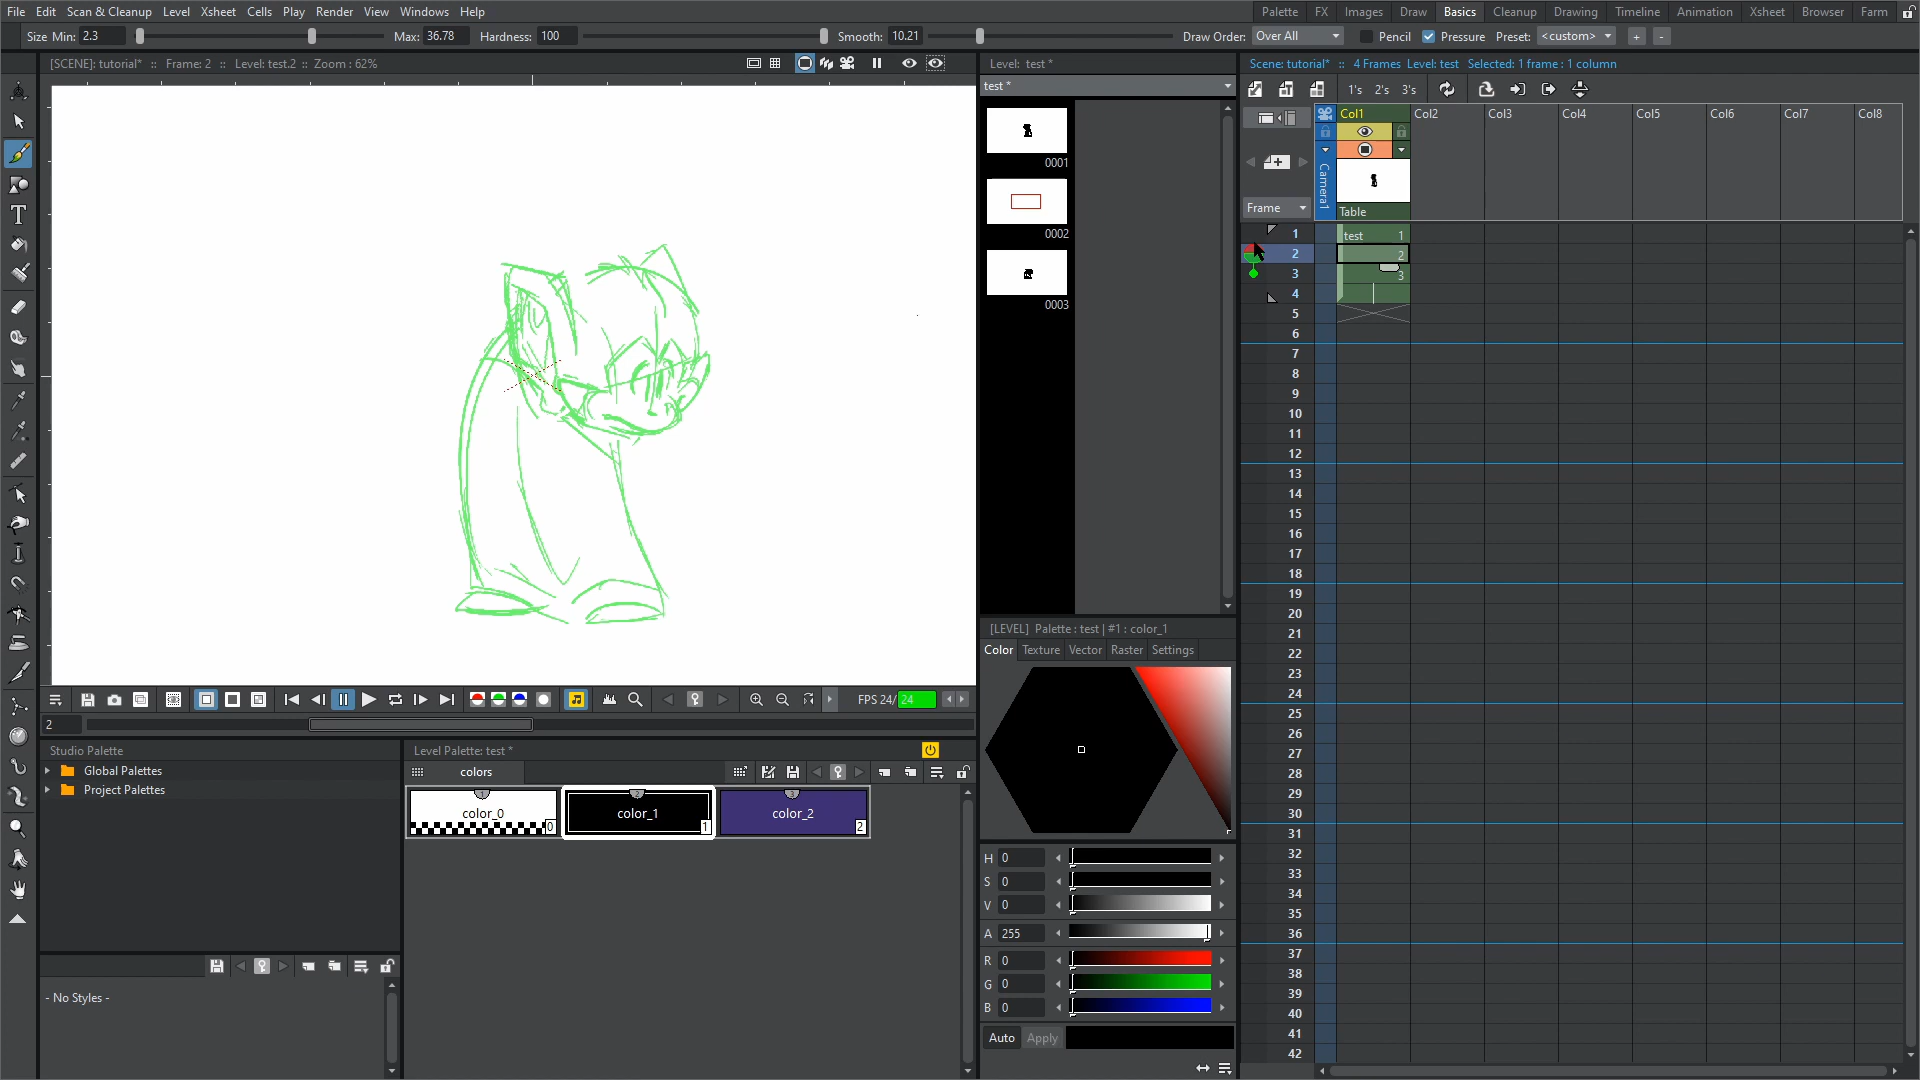 File Edit Scan & Cleanup Level Xsheet Cells Play Render View Windows Help
Palette FX Images Draw Basics Cleanup Drawing Timeline Animation Xsheet Browser Farm
Size Min: 2.3 Max: 36.78 Hardness: 100 Smooth: 10.21 Draw Order: Over All Pencil Pressure Preset: <custom> + -
[SCENE]: tutorial* :: Frame: 2 :: Level: test.2 :: Zoom : 62%
Level: test *
test *
0001
0002
0003
Scene: tutorial* :: 4 Frames Level: test Selected: 1 frame : 1 column
1's 2's 3's
Col1 Col2 Col3 Col4 Col5 Col6 Col7 Col8
Camera1
Frame
Table
1 test 1
2 2
3 3
4
5
6
7
8
9
10
11
12
13
14
15
16
17
18
19
20
21
22
23
24
25
26
27
28
29
30
31
32
33
34
35
36
37
38
39
40
41
42
FPS 24/24
2
Studio Palette
Global Palettes
Project Palettes
- No Styles -
Level Palette: test *
colors
color_0 0
color_1 1
color_2 2
1 2 3
[LEVEL] Palette : test | #1 : color_1
Color Texture Vector Raster Settings
H 0
S 0
V 0
A 255
R 0
G 0
B 0
Auto Apply